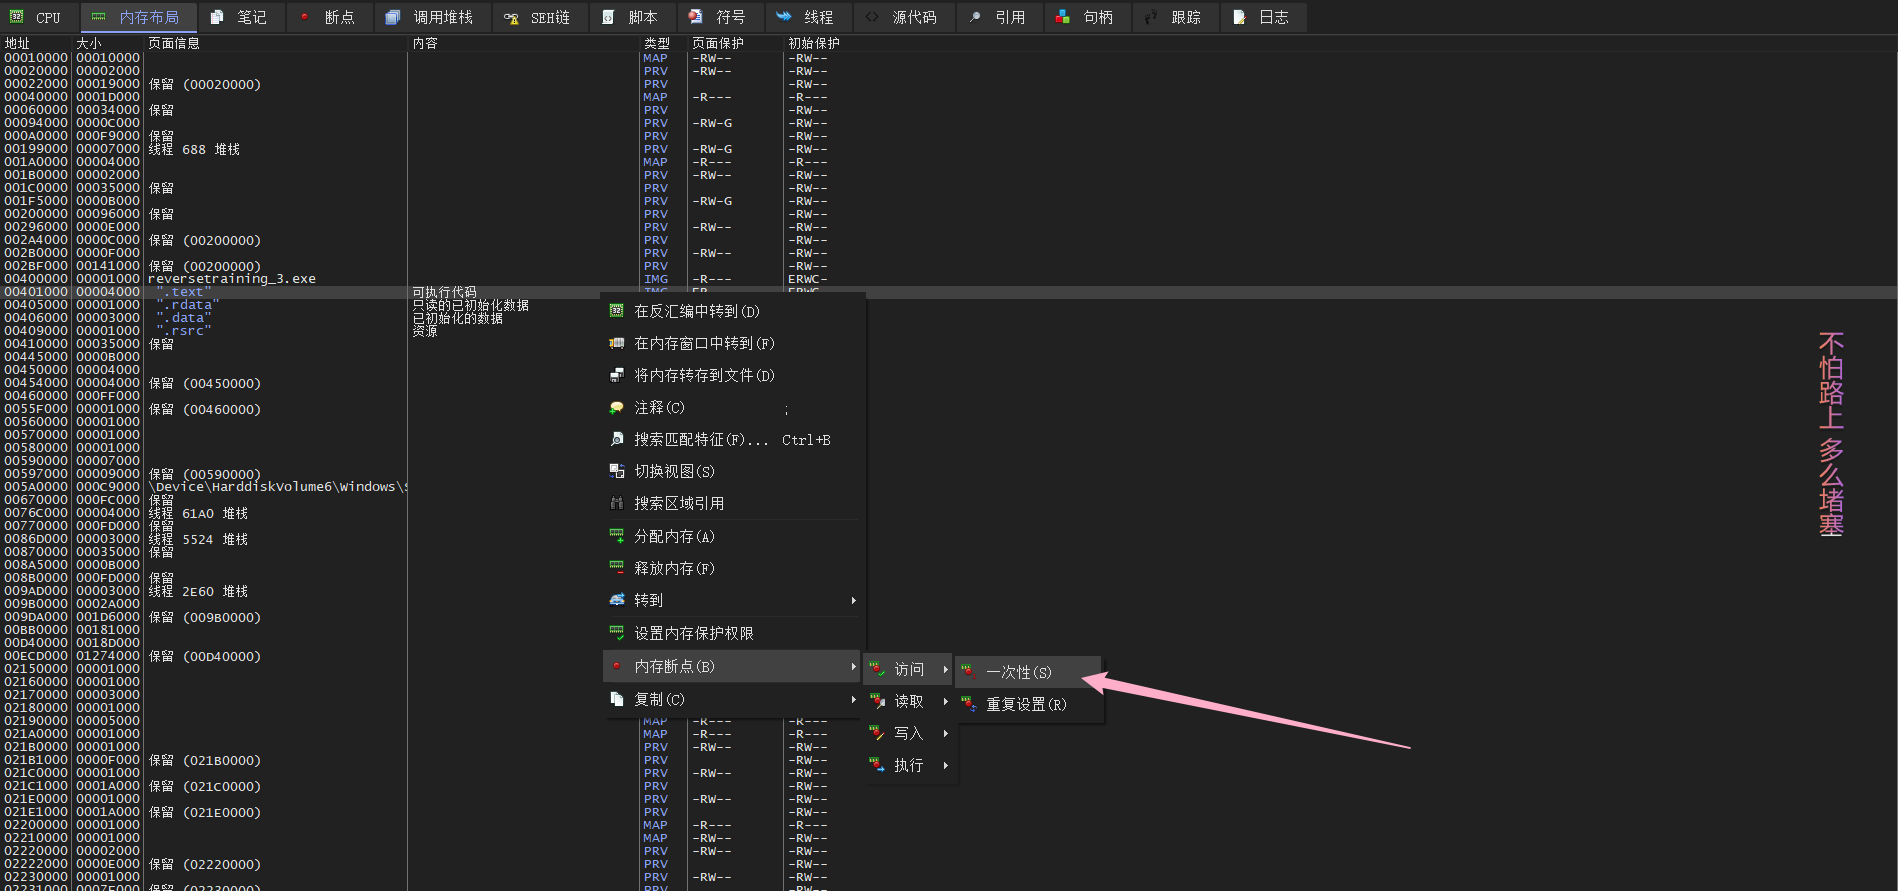 CPU 内存布局 笔记 断点 调用堆栈 SEH链 脚本 符号 线程 源代码 引用 句柄 跟踪 日志
地址 大小 页面信息 内容 类型 页面保护 初始保护
00010000 00010000 MAP -RW-- -RW--
00020000 00002000 PRV -RW-- -RW--
00022000 00019000 保留 (00020000) PRV -RW--
00040000 0001D000 MAP -R--- -R---
00060000 00034000 保留 PRV -RW--
00094000 0000C000 PRV -RW-G -RW--
000A0000 000F9000 保留 PRV -RW--
00199000 00007000 线程 688 堆栈 PRV -RW-G -RW--
001A0000 00004000 MAP -R--- -R---
001B0000 00002000 PRV -RW-- -RW--
001C0000 00035000 保留 PRV -RW--
001F5000 0000B000 PRV -RW-G -RW--
00200000 00096000 保留 PRV -RW--
00296000 0000E000 PRV -RW-- -RW--
002A4000 0000C000 保留 (00200000) PRV -RW--
002B0000 0000F000 PRV -RW-- -RW--
002BF000 00141000 保留 (00200000) PRV -RW--
00400000 00001000 reversetraining_3.exe IMG -R--- ERWC-
00401000 00004000 ".text" 可执行代码
00405000 00001000 ".rdata" 只读的已初始化数据
00406000 00003000 ".data" 已初始化的数据
00409000 00001000 ".rsrc" 资源
00410000 00035000 保留
00445000 0000B000
00450000 00004000
00454000 00004000 保留 (00450000)
00460000 000FF000
0055F000 00001000 保留 (00460000)
00560000 00001000
00570000 00001000
00580000 00001000
00590000 00007000
00597000 00009000 保留 (00590000)
005A0000 000C9000 \Device\HarddiskVolume6\Windows\S
00670000 000FC000 保留
0076C000 00004000 线程 61A0 堆栈
00770000 000FD000 保留
0086D000 00003000 线程 5524 堆栈
00870000 00035000 保留
008A5000 0000B000
008B0000 000FD000 保留
009AD000 00003000 线程 2E60 堆栈
009B0000 0002A000
009DA000 001D6000 保留 (009B0000)
00BB0000 00181000
00D40000 0018D000
00ECD000 01274000 保留 (00D40000)
02150000 00001000
02160000 00001000
02170000 00003000
02180000 00001000
02190000 00005000 MAP -R--- -R---
021A0000 00001000 MAP -R--- -R---
021B0000 00001000 PRV -RW-- -RW--
021B1000 0000F000 保留 (021B0000) PRV -RW--
021C0000 00001000 PRV -RW-- -RW--
021C1000 0001A000 保留 (021C0000) PRV -RW--
021E0000 00001000 PRV -RW-- -RW--
021E1000 0001A000 保留 (021E0000) PRV -RW--
02200000 00001000 MAP -R--- -R---
02210000 00001000 MAP -RW-- -RW--
02220000 00002000 PRV -RW-- -RW--
02222000 0000E000 保留 (02220000) PRV -RW--
02230000 00001000 PRV -RW-- -RW--
02231000 0007F000 保留 (02230000) PRV -RW--
在反汇编中转到(D)
在内存窗口中转到(F)
将内存转存到文件(D)
注释(C) ;
搜索匹配特征(F)... Ctrl+B
切换视图(S)
搜索区域引用
分配内存(A)
释放内存(F)
转到
设置内存保护权限
内存断点(B)
复制(C)
访问
读取
写入
执行
一次性(S)
重复设置(R)
不怕路上 多么堵塞